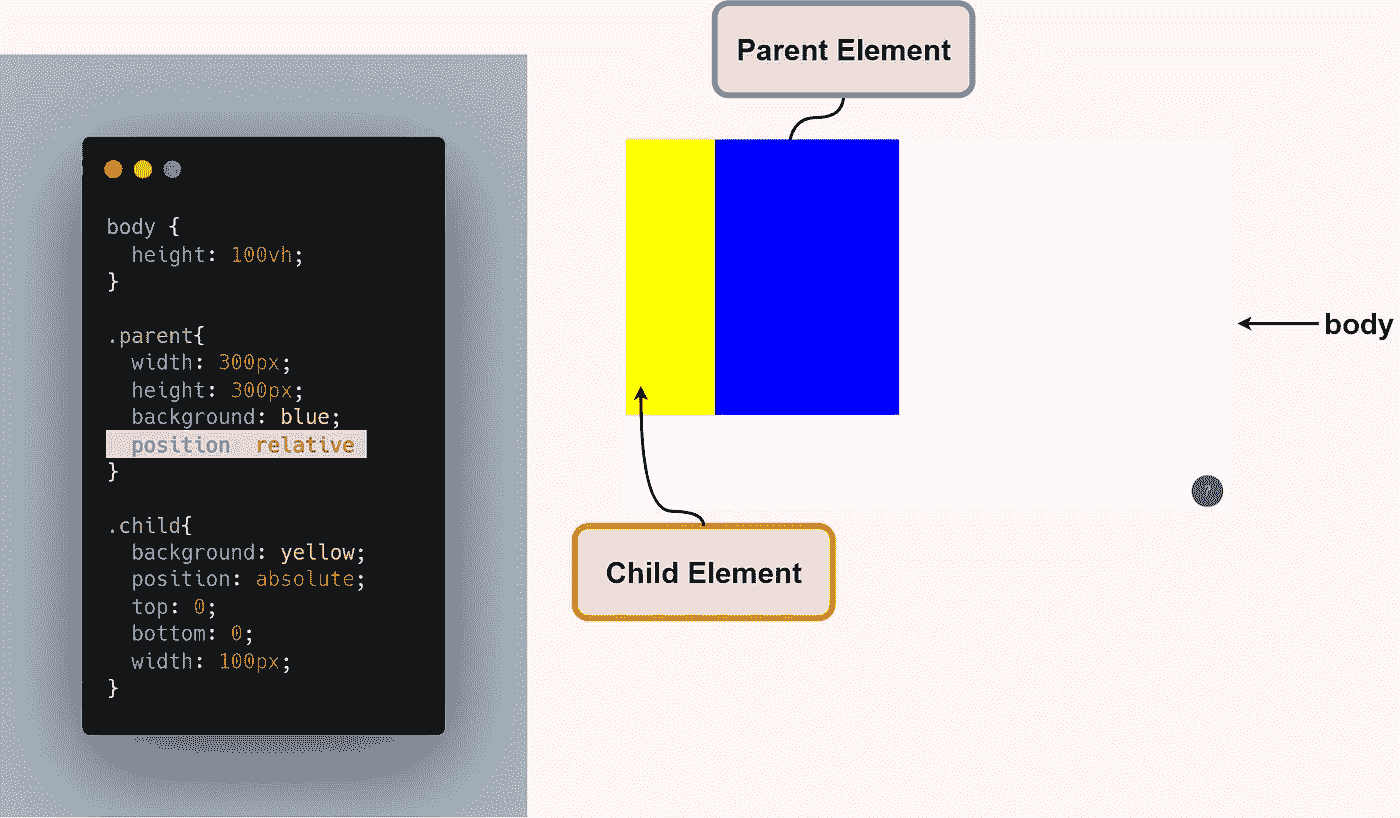 body {
height: 100vh;
}
.parent{
width: 300px;
height: 300px;
background: blue;
position relative
}
.child{
background: yellow;
position: absolute;
top: 0;
bottom: 0;
width: 100px;
}
Parent Element
body
Child Element